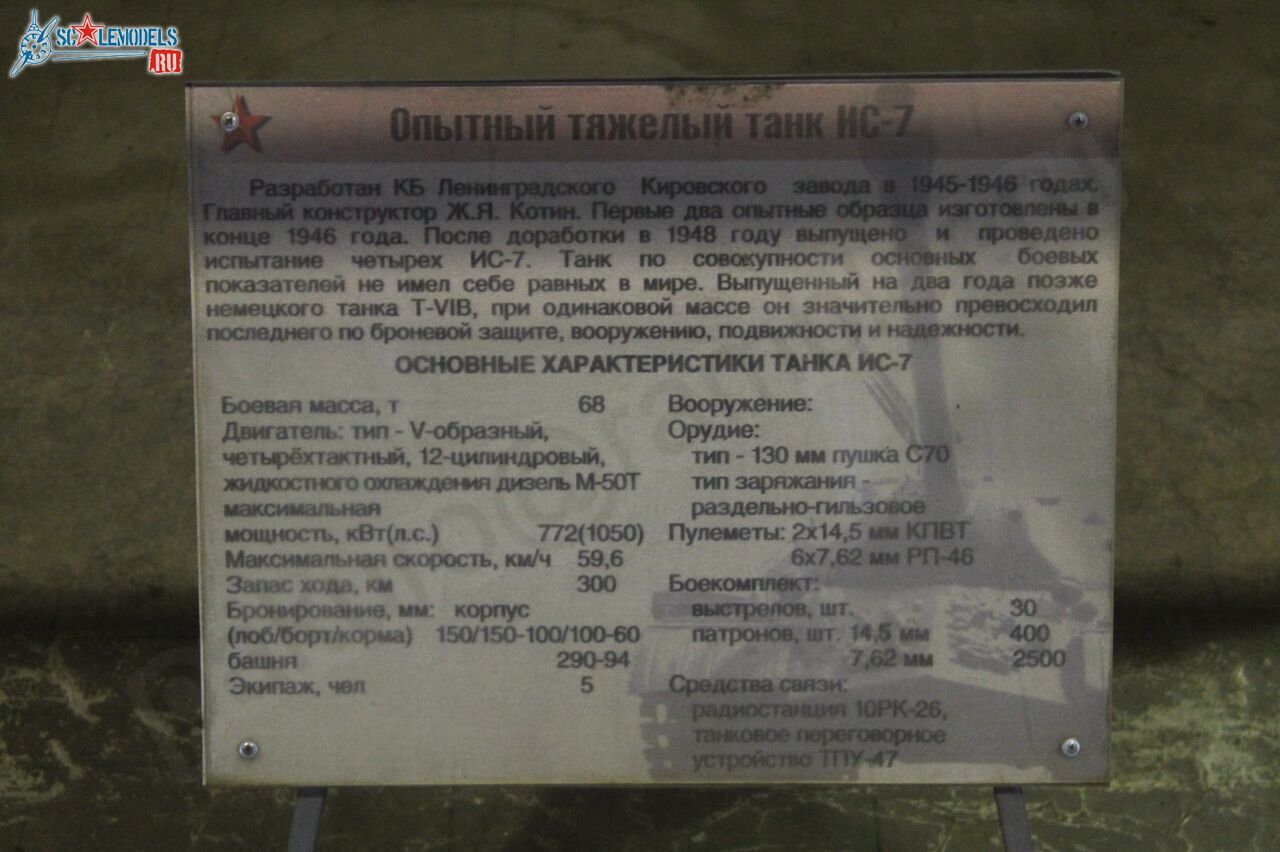 SCALEMODELS
RU
Опытный тяжелый танк ИС-7
Разработан КБ Ленинградского Кировского завода в 1945-1946 годах.
Главный конструктор Ж.Я. Котин. Первые два опытные образца изготовлены в
конце 1946 года. После доработки в 1948 году выпущено и проведено
испытание четырех ИС-7. Танк по совокупности основных боевых
показателей не имел себе равных в мире. Выпущенный на два года позже
немецкого танка Т-VIB, при одинаковой массе он значительно превосходил
последнего по броневой защите, вооружению, подвижности и надежности.
ОСНОВНЫЕ ХАРАКТЕРИСТИКИ ТАНКА ИС-7
Боевая масса, т 68
Двигатель: тип - V-образный,
четырёхтактный, 12-цилиндровый,
жидкостного охлаждения дизель М-50Т
максимальная
мощность, кВт(л.с.) 772(1050)
Максимальная скорость, км/ч 59,6
Запас хода, км 300
Бронирование, мм: корпус
(лоб/борт/корма) 150/150-100/100-60
башня 290-94
Экипаж, чел 5
Вооружение:
Орудие:
тип - 130 мм пушка С70
тип заряжания -
раздельно-гильзовое
Пулеметы: 2х14,5 мм КПВТ
6х7,62 мм РП-46
Боекомплект:
выстрелов, шт. 30
патронов, шт. 14,5 мм 400
7,62 мм 2500
Средства связи:
радиостанция 10РК-26,
танковое переговорное
устройство ТПУ-47